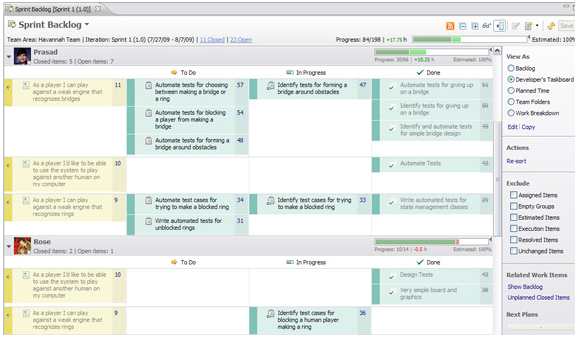 Sprint Backlog [Sprint 1 (1.0)]
Sprint Backlog
Save
Team Area: Havannah Team | Iteration: Sprint 1 (1.0) (7/27/09 - 8/7/09) | 11 Closed | 23 Open
Progress: 84/198 | +17.75 h
Estimated: 100%
Prasad
Closed items: 9 | Open items: 7
Progress: 30/66 | +10.25 h
Estimated: 100%
To Do
In Progress
Done
As a player I can play against a weak engine that recognizes bridges
11
Automate tests for choosing between making a bridge or a ring
57
Automate tests for blocking a player from making a bridge
54
Automate tests for forming a bridge around obstacles
48
Identify tests for forming a bridge around obstacles
47
Automate tests for giving up on a bridge
Identify tests for giving up on a bridge
Identify and automate tests for simple bridge design
As a player I'd like to be able to use the system to play against another human on my computer
10
Automate Tests
As a player I can play against a weak engine that recognizes rings
9
Automate test cases for trying to make a blocked ring
34
Write automated tests for unblocked rings
31
Identify test cases for trying to make a blocked ring
33
Write automated tests for state management classes
Rose
Closed items: 2 | Open items: 1
Progress: 10/14 | -0.5 h
Estimated: 100%
To Do
In Progress
Done
As a player I'd like to be able to use the system to play against another human on my computer
10
Design Tests
Very simple board and graphics
As a player I can play against a weak engine that recognizes rings
9
Identify test cases for blocking a human player making a ring
36
View As
Backlog
Developer's Taskboard
Planned Time
Team Folders
Work Breakdown
Edit | Copy
Actions
Re-sort
Exclude
Assigned Items
Empty Groups
Estimated Items
Execution Items
Resolved Items
Unchanged Items
Related Work Items
Show Backlog
Unplanned Closed Items
Next Plans